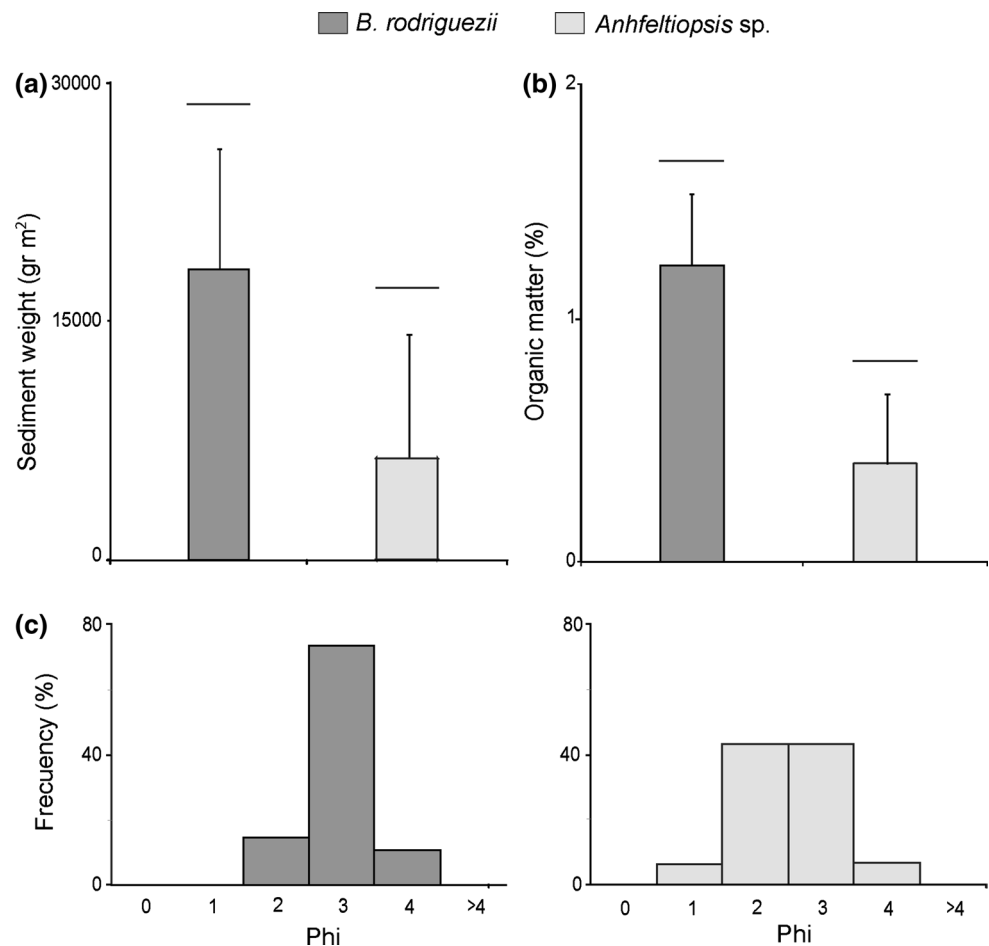 B. rodriguezii
Anhfeltiopsis sp.
(a)
30000
15000
0
Sediment weight (gr m²)
(b)
2
1
0
Organic matter (%)
(c)
80
40
0
Frecuency (%)
0 1 2 3 4 >4
Phi
80
40
0
0 1 2 3 4 >4
Phi